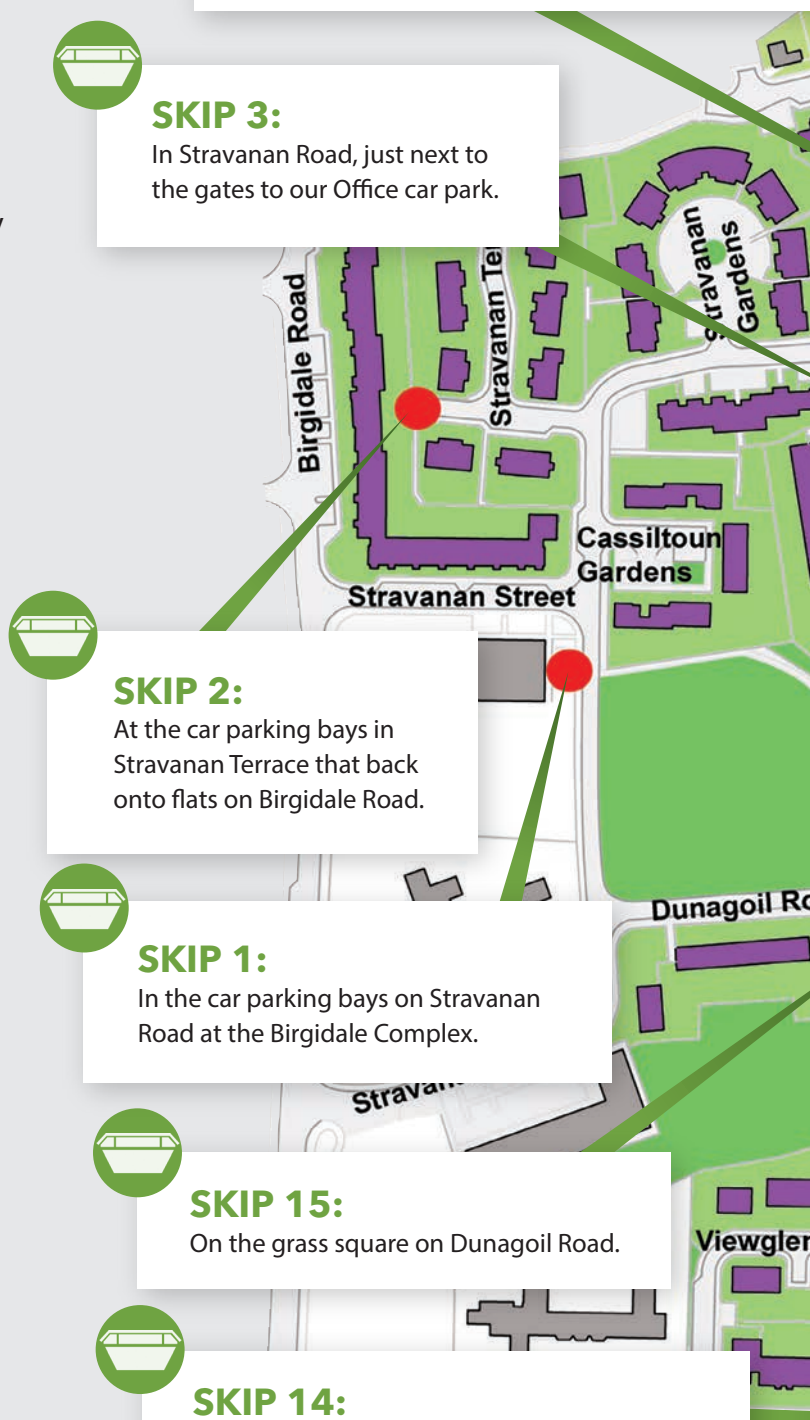 SKIP 3:
In Stravanan Road, just next to
the gates to our Office car park.
Stravanan
Gardens
Birgidale Road
Stravanan Te
Cassiltoun
Gardens
Stravanan Street
SKIP 2:
At the car parking bays in
Stravanan Terrace that back
onto flats on Birgidale Road.
Dunagoil Ro
SKIP 1:
In the car parking bays on Stravanan
Road at the Birgidale Complex.
SKIP 15:
On the grass square on Dunagoil Road.
Viewglen
SKIP 14: